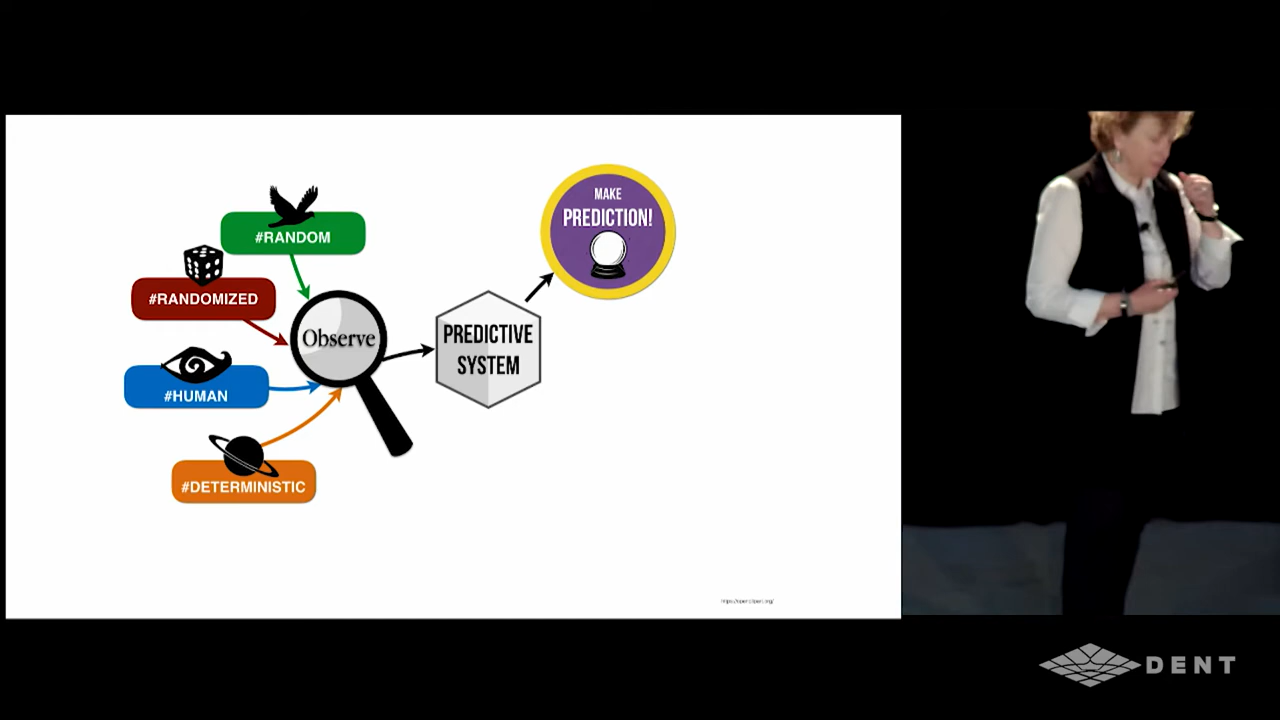 #RANDOM
#RANDOMIZED
#HUMAN
#DETERMINISTIC
Observe
PREDICTIVE
SYSTEM
MAKE
PREDICTION!
DENT